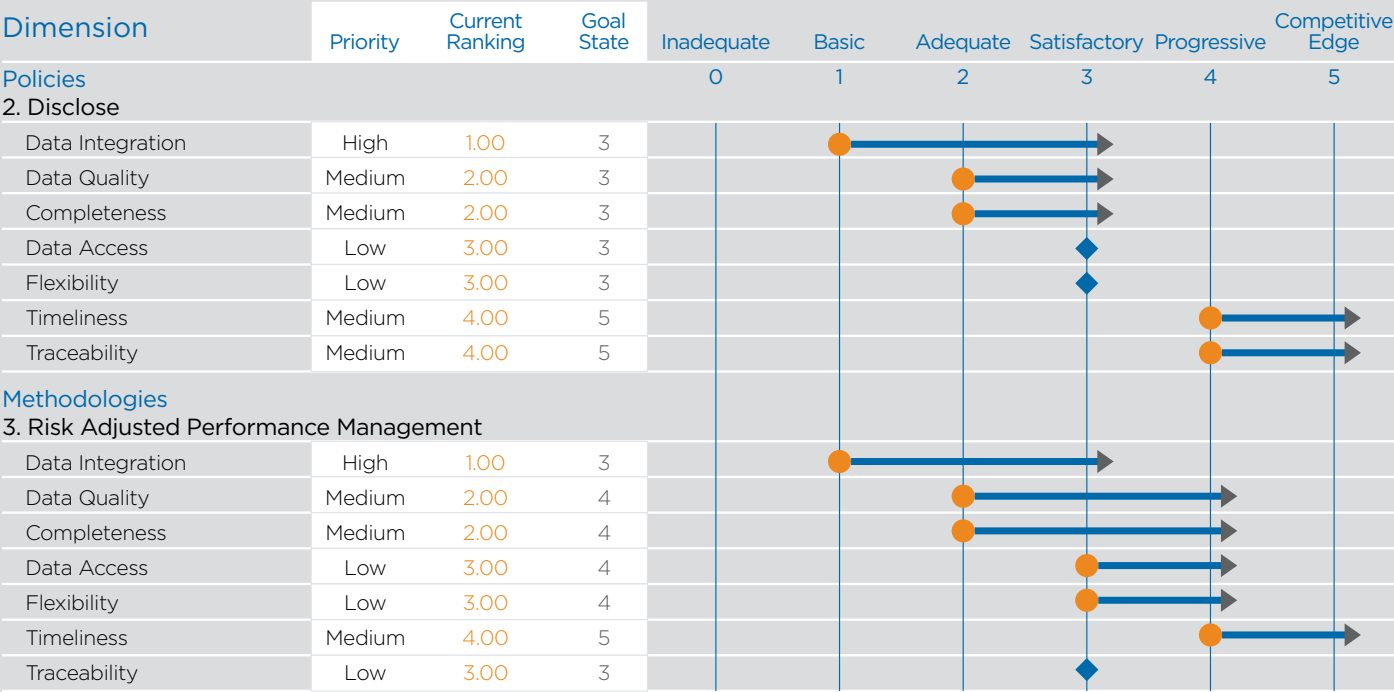 Dimension Priority Current Ranking Goal State Inadequate Basic Adequate Satisfactory Progressive Competitive Edge
Policies 0 1 2 3 4 5
2. Disclose
Data Integration High 1.00 3
Data Quality Medium 2.00 3
Completeness Medium 2.00 3
Data Access Low 3.00 3
Flexibility Low 3.00 3
Timeliness Medium 4.00 5
Traceability Medium 4.00 5
Methodologies
3. Risk Adjusted Performance Management
Data Integration High 1.00 3
Data Quality Medium 2.00 4
Completeness Medium 2.00 4
Data Access Low 3.00 4
Flexibility Low 3.00 4
Timeliness Medium 4.00 5
Traceability Low 3.00 3